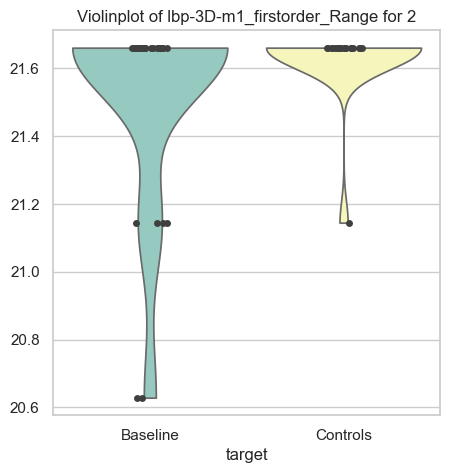 Violinplot of lbp-3D-m1_firstorder_Range for 2
21.6
21.4
21.2
21.0
20.8
20.6
Baseline
Controls
target